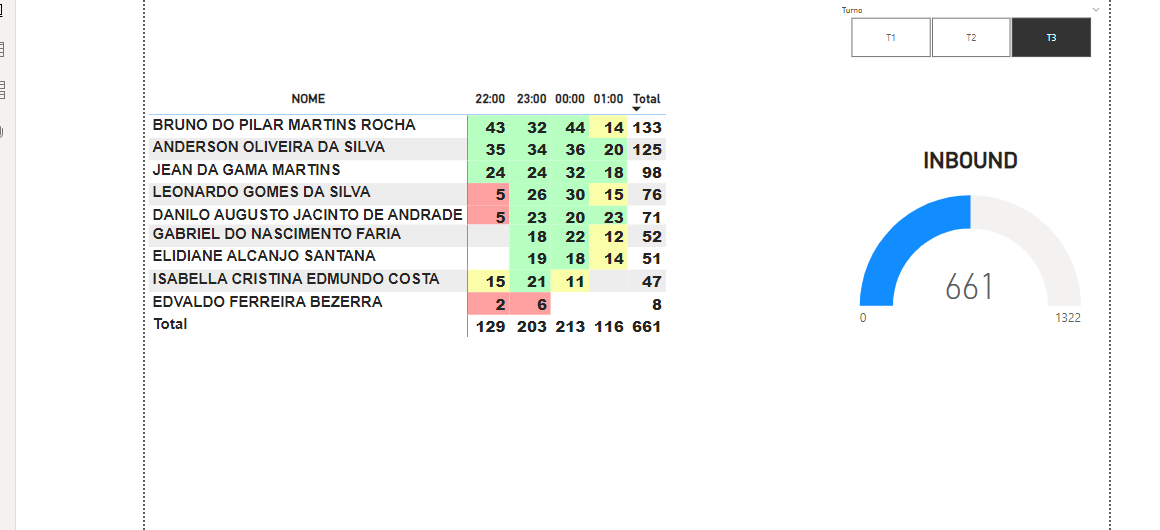 Turno
T1 T2 T3
NOME 22:00 23:00 00:00 01:00 Total
BRUNO DO PILAR MARTINS ROCHA 43 32 44 14 133
ANDERSON OLIVEIRA DA SILVA 35 34 36 20 125
JEAN DA GAMA MARTINS 24 24 32 18 98
LEONARDO GOMES DA SILVA 5 26 30 15 76
DANILO AUGUSTO JACINTO DE ANDRADE 5 23 20 23 71
GABRIEL DO NASCIMENTO FARIA 18 22 12 52
ELIDIANE ALCANJO SANTANA 19 18 14 51
ISABELLA CRISTINA EDMUNDO COSTA 15 21 11 47
EDVALDO FERREIRA BEZERRA 2 6 8
Total 129 203 213 116 661
INBOUND
661
0 1322